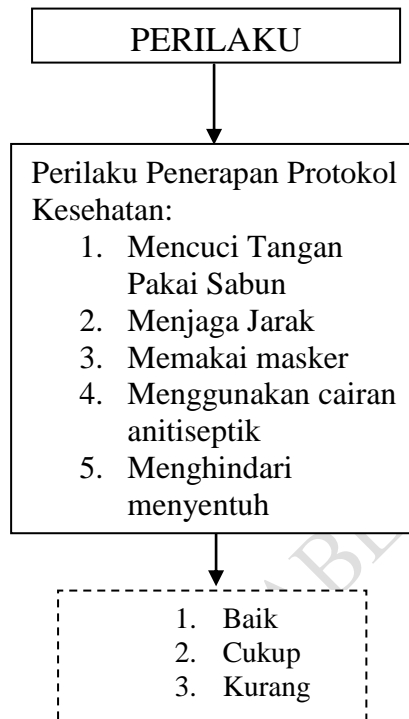 PERILAKU
Perilaku Penerapan Protokol
Kesehatan:
1. Mencuci Tangan
Pakai Sabun
2. Menjaga Jarak
3. Memakai masker
4. Menggunakan cairan
anitiseptik
5. Menghindari
menyentuh
1. Baik
2. Cukup
3. Kurang